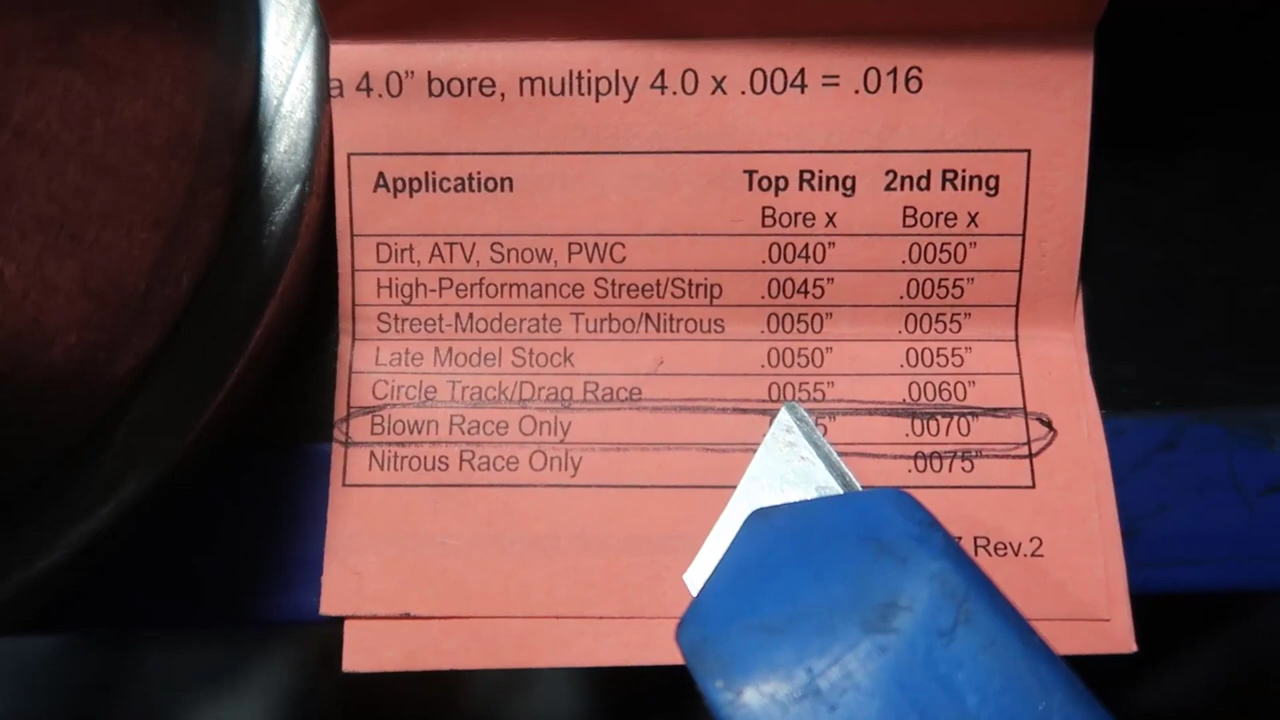 a 4.0” bore, multiply 4.0 x .004 = .016
Application Top Ring 2nd Ring
Bore x Bore x
Dirt, ATV, Snow, PWC .0040” .0050”
High-Performance Street/Strip .0045” .0055”
Street-Moderate Turbo/Nitrous .0050” .0055”
Late Model Stock .0050” .0055”
Circle Track/Drag Race .0055” .0060”
Blown Race Only .0070”
Nitrous Race Only .0075”
Rev.2